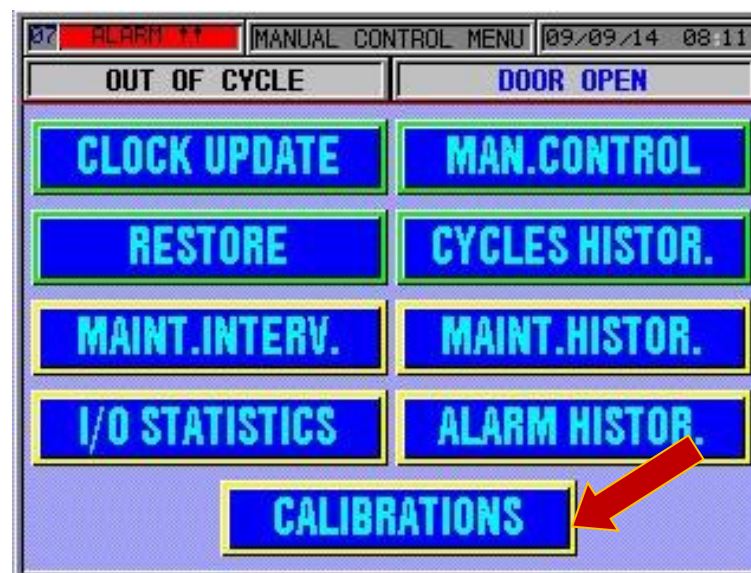 07 ALARM !! MANUAL CONTROL MENU 09/09/14 08:11
OUT OF CYCLE DOOR OPEN
CLOCK UPDATE MAN.CONTROL
RESTORE CYCLES HISTOR.
MAINT.INTERV. MAINT.HISTOR.
I/O STATISTICS ALARM HISTOR.
CALIBRATIONS